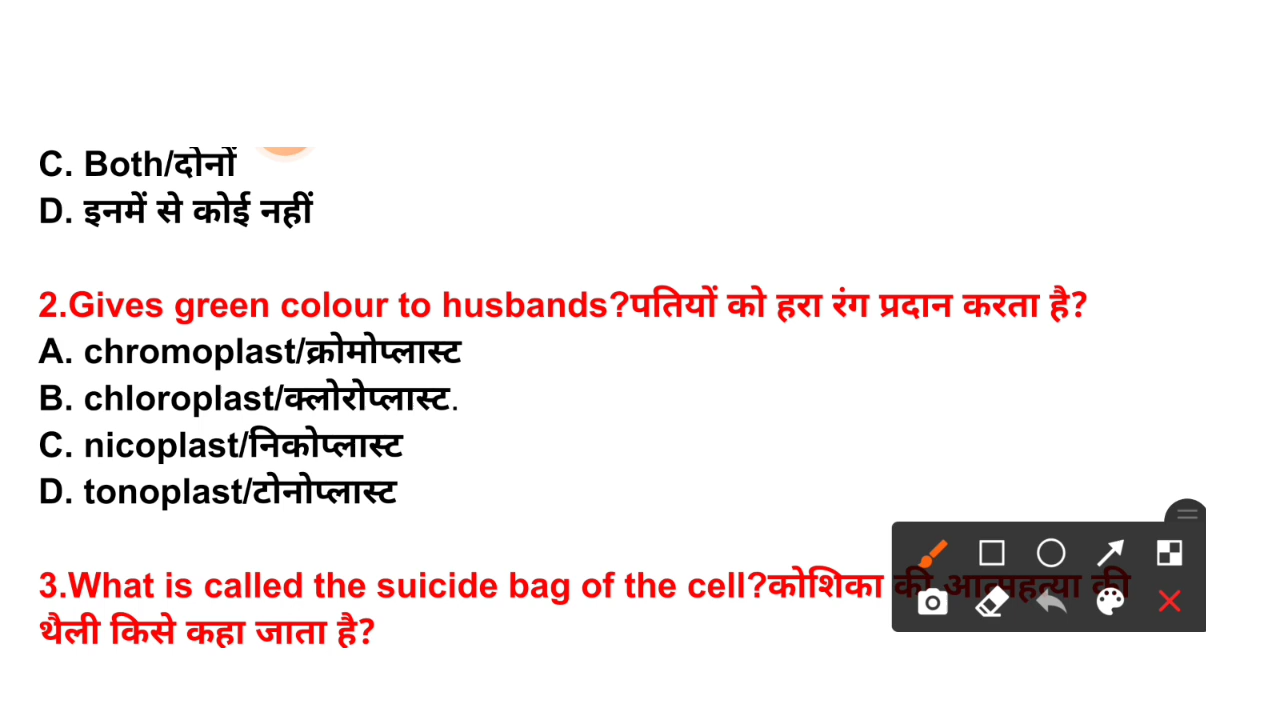 C. Both/दोनों
D. इनमें से कोई नहीं
2.Gives green colour to husbands?पतियों को हरा रंग प्रदान करता है?
A. chromoplast/क्रोमोप्लास्ट
B. chloroplast/क्लोरोप्लास्ट.
C. nicoplast/निकोप्लास्ट
D. tonoplast/टोनोप्लास्ट
3.What is called the suicide bag of the cell?कोशिका की आत्महत्या की
थैली किसे कहा जाता है?